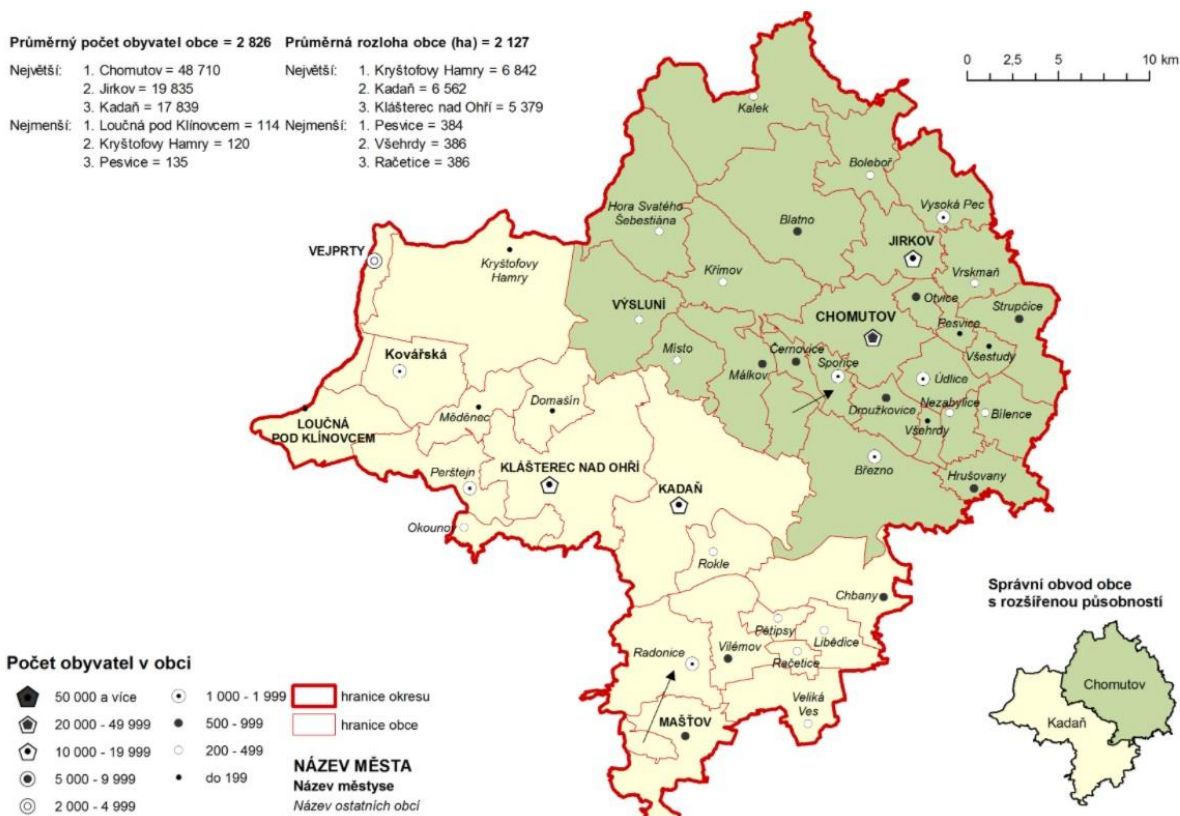 Průměrný počet obyvatel obce = 2 826
Největší: 1. Chomutov = 48 710
2. Jirkov = 19 835
3. Kadaň = 17 839
Nejmenší: 1. Loučná pod Klínovcem = 114
2. Kryštofovy Hamry = 120
3. Pesvice = 135
Průměrná rozloha obce (ha) = 2 127
Největší: 1. Kryštofovy Hamry = 6 842
2. Kadaň = 6 562
3. Klášterec nad Ohří = 5 379
Nejmenší: 1. Pesvice = 384
2. Všehrdy = 386
3. Račetice = 386
0 2,5 5 10 km
Kalek
Boleboř
Hora Svatého
Šebestiána
Blatno
Vysoká Pec
JIRKOV
VEJPRTY
Kryštofovy
Hamry
Křimov
Vrskmaň
Otvice
Strupčice
VÝSLUNÍ
CHOMUTOV
Pesvice
Všestudy
Kovářská
Místo
Málkov
Černovice
Spořice
Údlice
Nezabylice
Bílence
Droužkovice
Všehrdy
Domašín
Měděnec
LOUČNÁ
POD KLÍNOVCEM
Perštejn
KLÁŠTEREC NAD OHŘÍ
KADAŇ
Březno
Hrušovany
Okounov
Rokle
Chbany
Pětipsy
Libědice
Radonice
Vilémov
Račetice
Veliká
Ves
MAŠŤOV
Správní obvod obce
s rozšířenou působností
Chomutov
Kadaň
Počet obyvatel v obci
50 000 a více
20 000 - 49 999
10 000 - 19 999
5 000 - 9 999
2 000 - 4 999
1 000 - 1 999
500 - 999
200 - 499
do 199
hranice okresu
hranice obce
NÁZEV MĚSTA
Název městyse
Název ostatních obcí